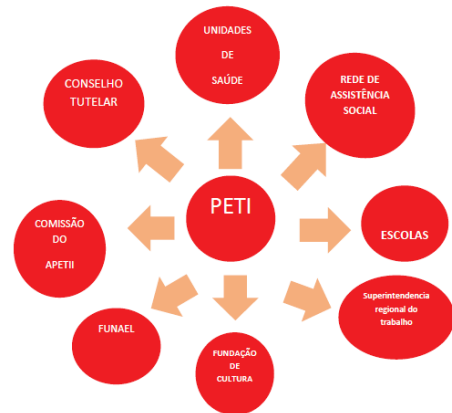 UNIDADES
DE
SAÚDE
CONSELHO
TUTELAR
REDE DE
ASSISTÊNCIA
SOCIAL
PETI
COMISSÃO
DO
APETII
ESCOLAS
Superintendencia
regional do
trabalho
FUNAEL
FUNDAÇÃO
DE
CULTURA